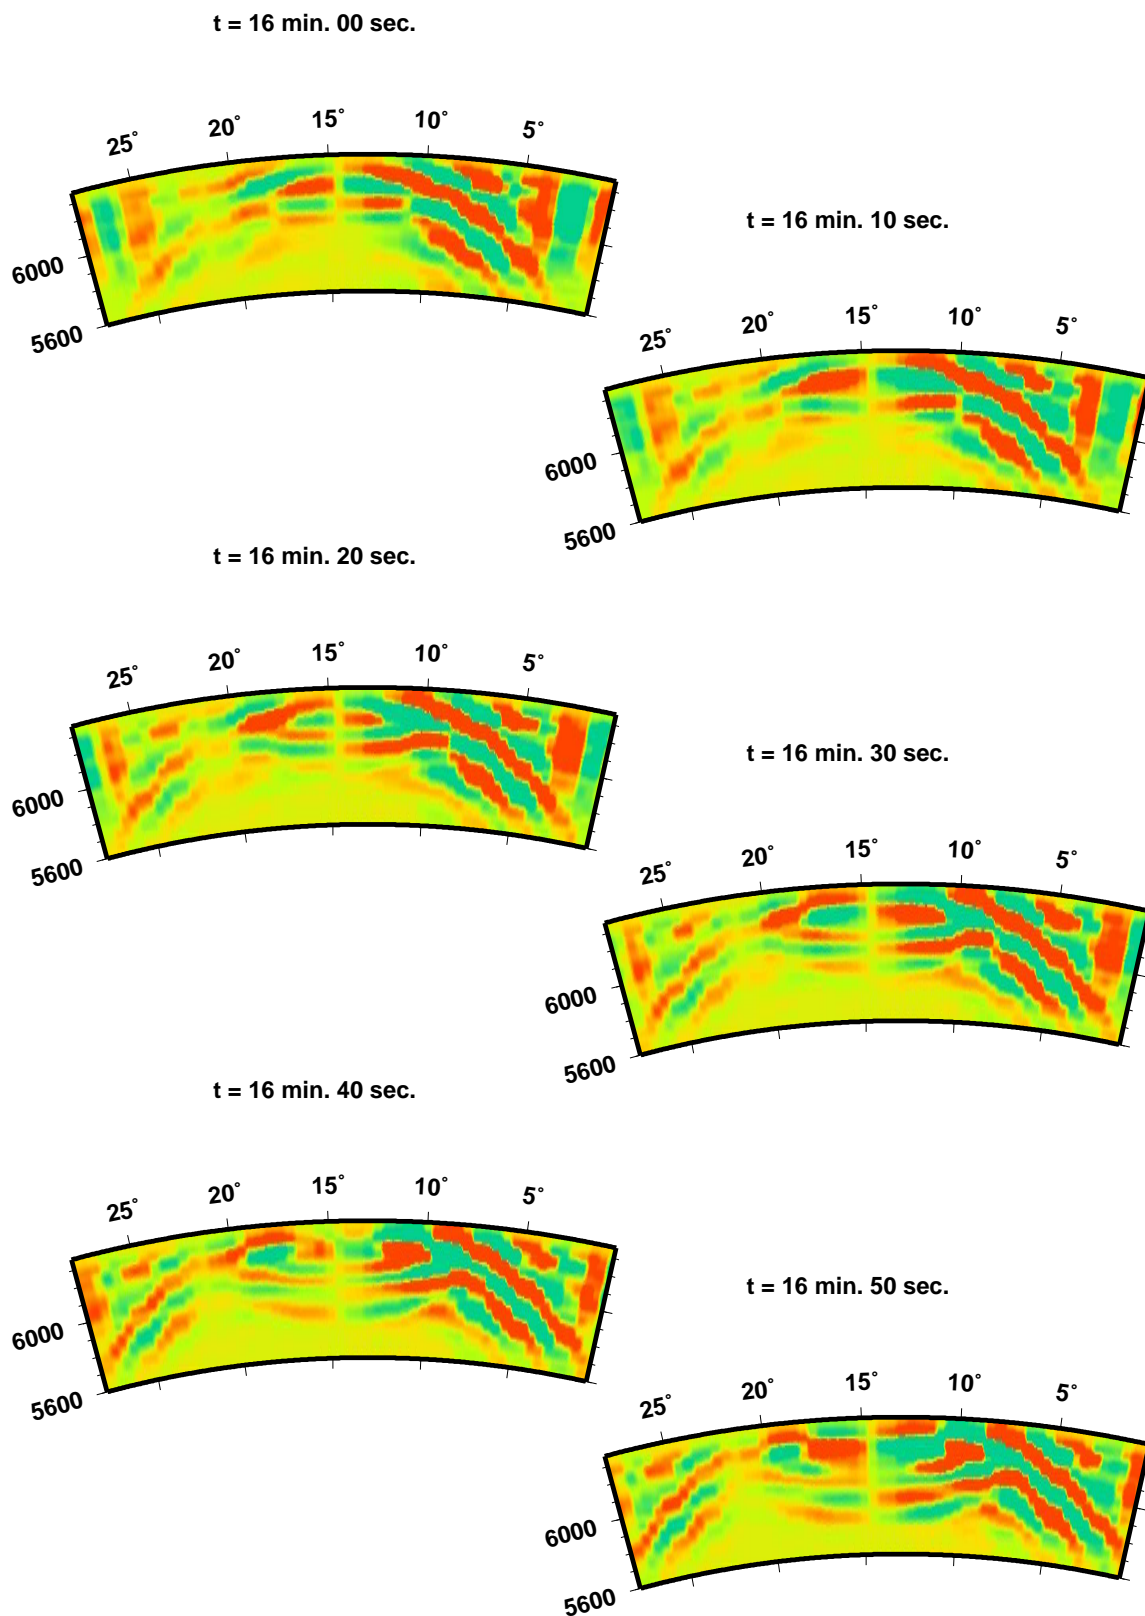 t = 16 min. 00 sec.
25° 20° 15° 10° 5°
6000
5600
t = 16 min. 10 sec.
25° 20° 15° 10° 5°
6000
5600
t = 16 min. 20 sec.
25° 20° 15° 10° 5°
6000
5600
t = 16 min. 30 sec.
25° 20° 15° 10° 5°
6000
5600
t = 16 min. 40 sec.
25° 20° 15° 10° 5°
6000
5600
t = 16 min. 50 sec.
25° 20° 15° 10° 5°
6000
5600